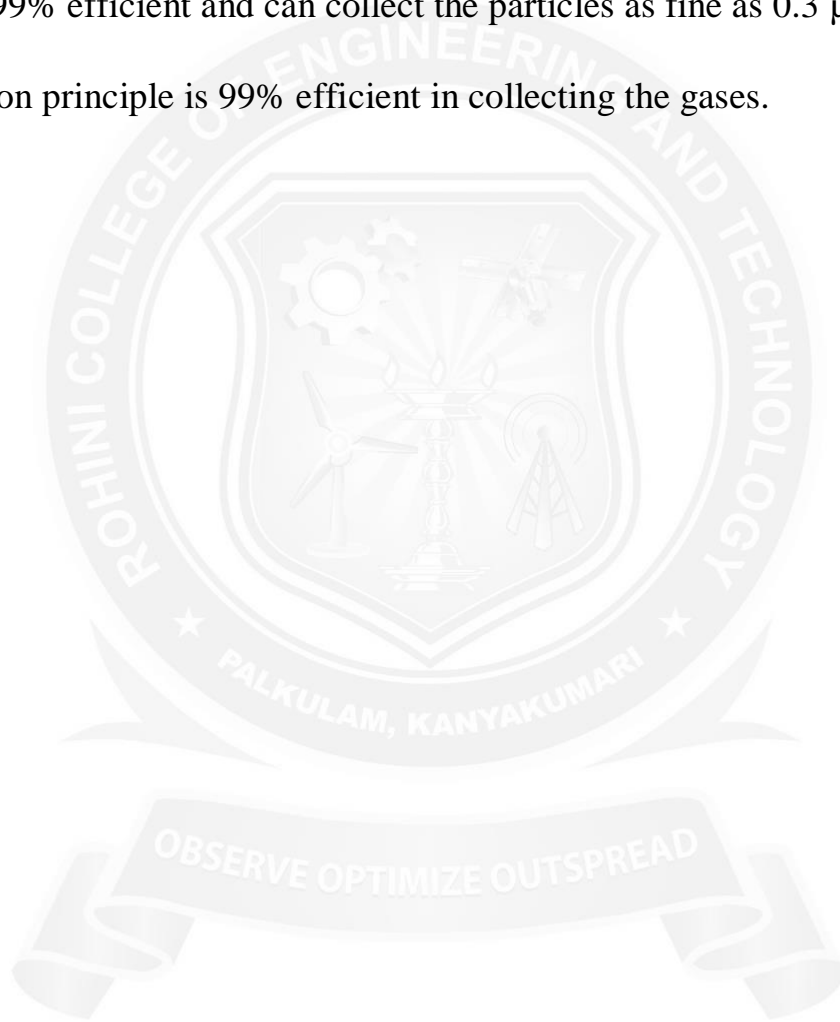 99% efficient and can collect the particles as fine as 0.3 μ
on principle is 99% efficient in collecting the gases.
ROHINI COLLEGE OF ENGINEERING AND TECHNOLOGY
PALKULAM, KANYAKUMARI
OBSERVE OPTIMIZE OUTSPREAD